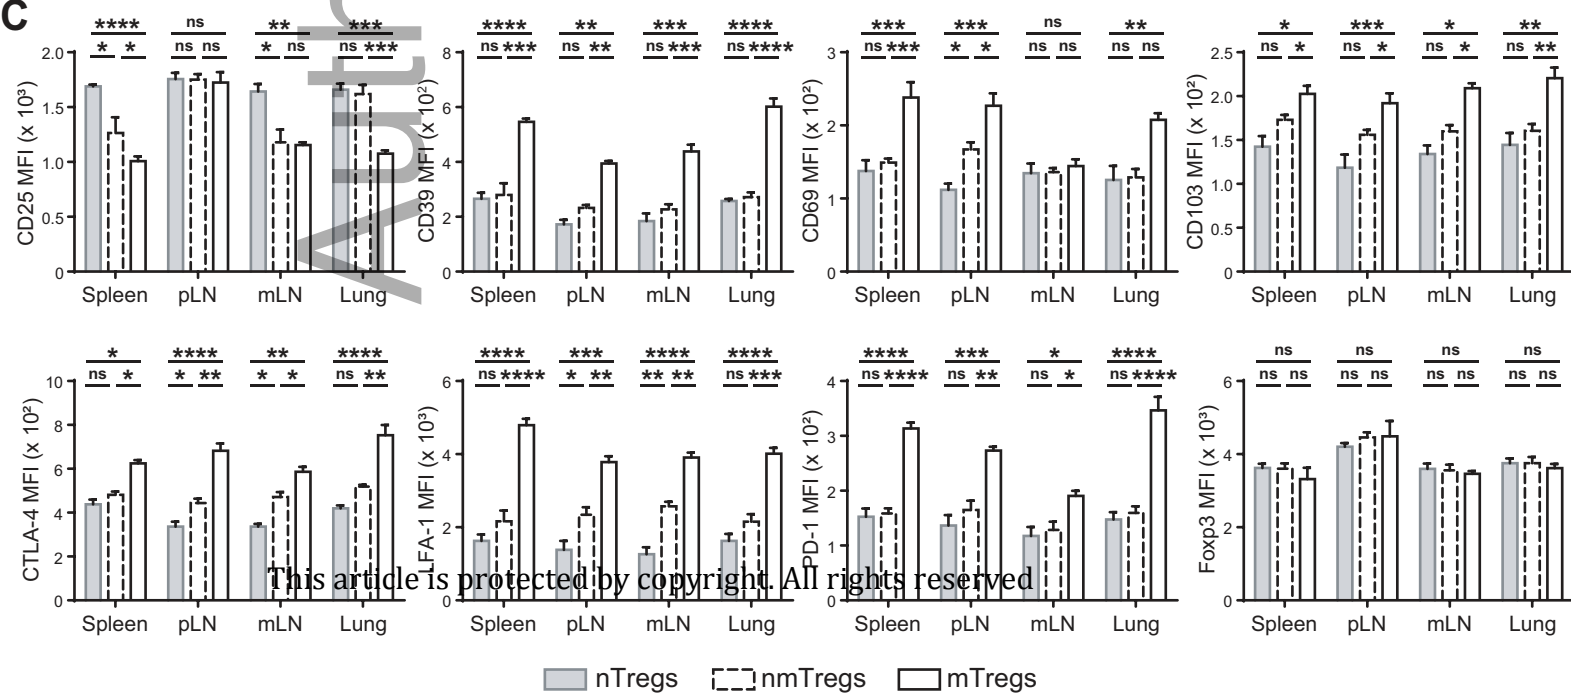 C
**** ns ** ***
* * ns ns * ns ns ***
CD25 MFI (x 10³)
2.0
1.5
1.0
0.5
0
Spleen pLN mLN Lung
**** ** *** ****
ns *** ns ** ns *** ns ****
CD39 MFI (x 10²)
8
6
4
2
0
Spleen pLN mLN Lung
*** *** ns **
ns *** * * ns ns ns ns
CD69 MFI (x 10²)
3
2
1
0
Spleen pLN mLN Lung
* *** * **
ns * ns * ns * ns **
CD103 MFI (x 10²)
2.5
2.0
1.5
1.0
0.5
0
Spleen pLN mLN Lung
* **** ** ****
ns * * ** * * ns **
CTLA-4 MFI (x 10²)
10
8
6
4
2
0
Spleen pLN mLN Lung
**** *** **** ****
ns **** * ** ** ** ns ***
LFA-1 MFI (x 10³)
6
4
2
0
Spleen pLN mLN Lung
**** *** * ****
ns **** ns ** ns * ns ****
PD-1 MFI (x 10²)
4
3
2
1
0
Spleen pLN mLN Lung
ns ns ns ns
ns ns ns ns ns ns ns ns
Foxp3 MFI (x 10³)
6
4
2
0
Spleen pLN mLN Lung
This article is protected by copyright. All rights reserved
nTregs nmTregs mTregs